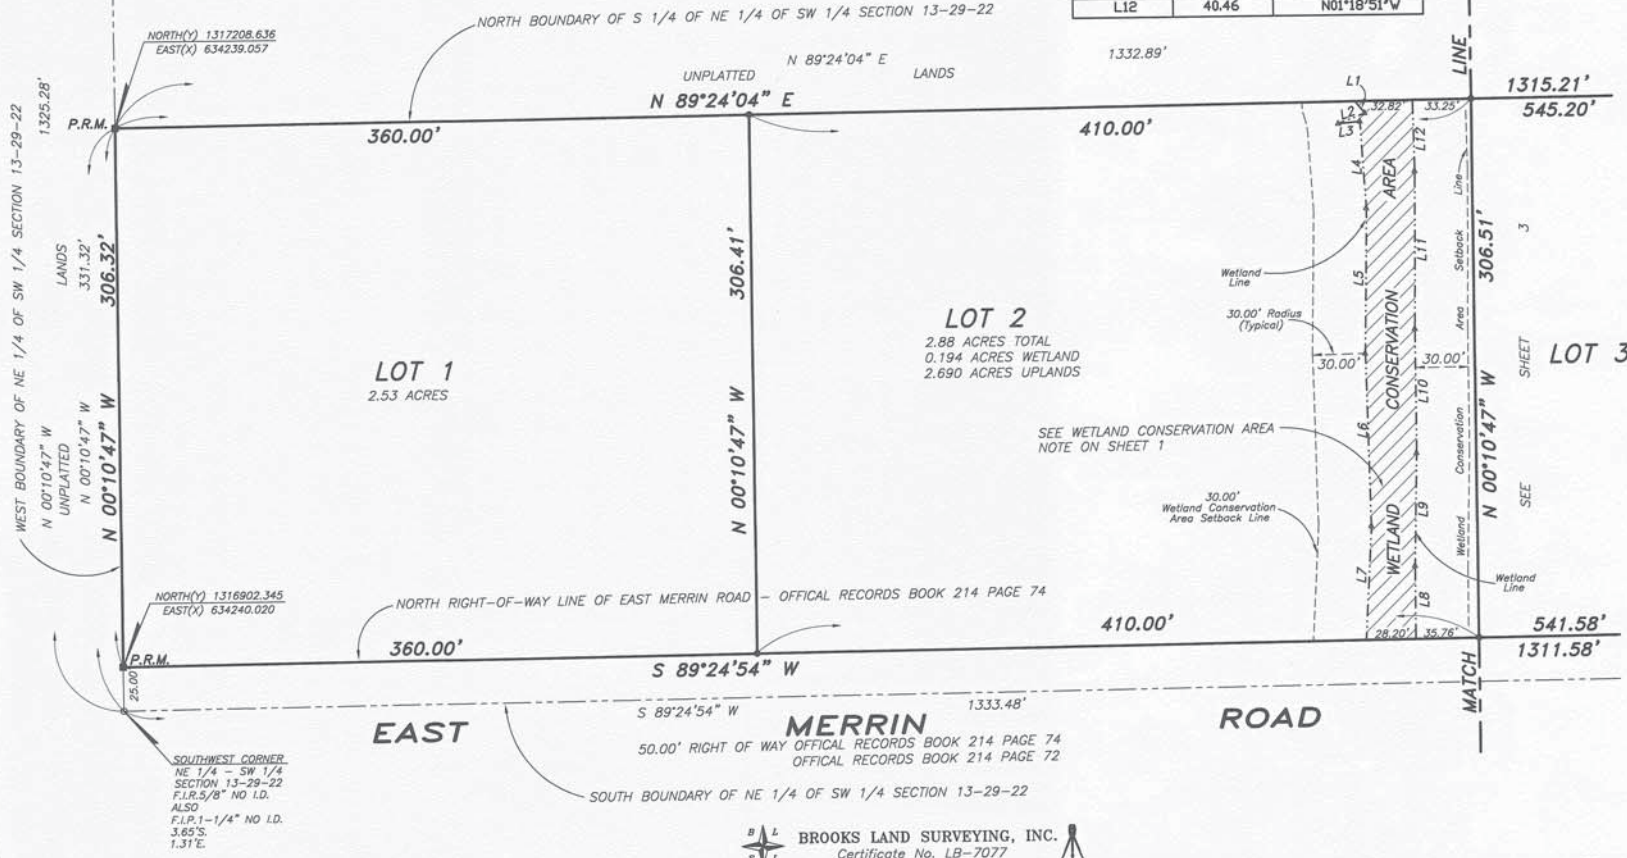 L12 40.46 N01°18'51"W
NORTH BOUNDARY OF S 1/4 OF NE 1/4 OF SW 1/4 SECTION 13-29-22
NORTH(Y) 1317208.636
EAST(X) 634239.057
N 89°24'04" E
1332.89'
UNPLATTED LANDS
N 89°24'04" E
P.R.M.
360.00'
410.00'
L1
L2
L3
32.82'
33.25'
LINE
1315.21'
545.20'
WEST BOUNDARY OF NE 1/4 OF SW 1/4 SECTION 13-29-22
1325.28'
N 00°10'47" W
UNPLATTED LANDS
N 00°10'47" W
331.32'
N 00°10'47" W
306.32'
LOT 1
2.53 ACRES
306.41'
N 00°10'47" W
LOT 2
2.88 ACRES TOTAL
0.194 ACRES WETLAND
2.690 ACRES UPLANDS
Wetland
Line
30.00' Radius
(Typical)
30.00'
30.00'
SEE WETLAND CONSERVATION AREA
NOTE ON SHEET 1
30.00'
Wetland Conservation
Area Setback Line
L4
L5
L6
L7
WETLAND CONSERVATION AREA
L12
L11
L10
L9
L8
Wetland Conservation Area Setback Line
306.51'
N 00°10'47" W
SEE SHEET 3
LOT 3
Wetland
Line
NORTH(Y) 1316902.345
EAST(X) 634240.020
NORTH RIGHT-OF-WAY LINE OF EAST MERRIN ROAD - OFFICAL RECORDS BOOK 214 PAGE 74
360.00'
410.00'
28.20'
35.76'
541.58'
1311.58'
P.R.M.
25.00'
S 89°24'54" W
MATCH
S 89°24'54" W
1333.48'
EAST MERRIN ROAD
50.00' RIGHT OF WAY OFFICAL RECORDS BOOK 214 PAGE 74
OFFICAL RECORDS BOOK 214 PAGE 72
SOUTHWEST CORNER
NE 1/4 - SW 1/4
SECTION 13-29-22
F.I.R.5/8" NO I.D.
ALSO
F.I.P.1-1/4" NO I.D.
3.65'S.
1.31'E.
SOUTH BOUNDARY OF NE 1/4 OF SW 1/4 SECTION 13-29-22
B L
BROOKS LAND SURVEYING, INC.
Certificate No. LB-7077